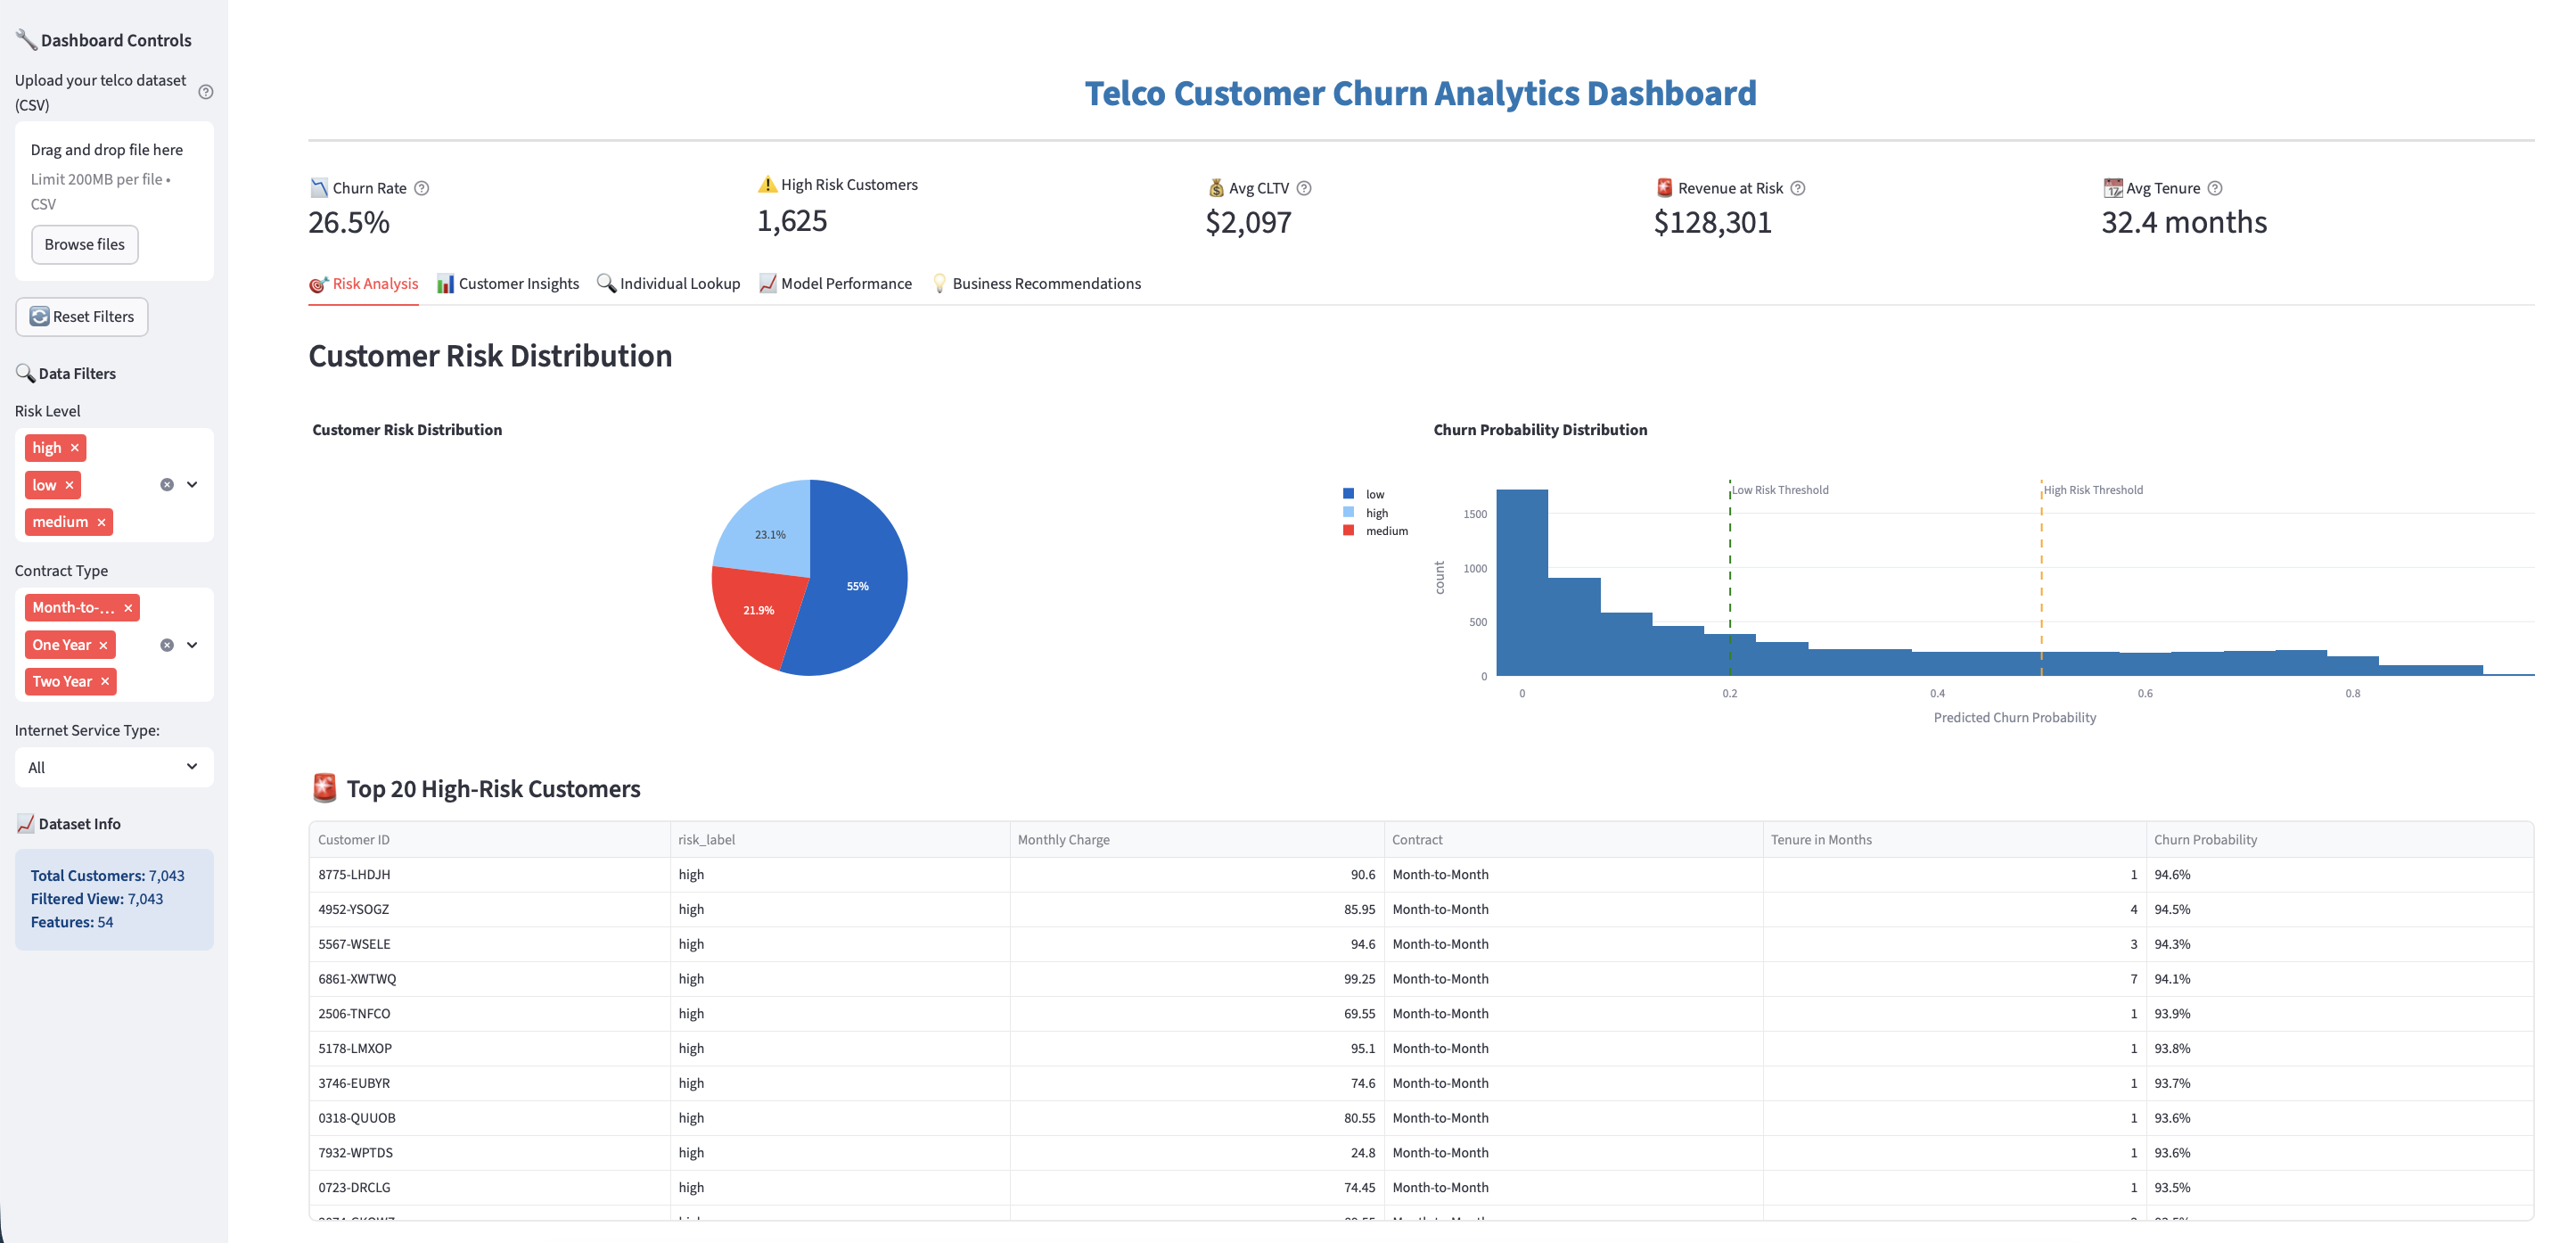 Dashboard Controls
Upload your telco dataset
(CSV)
Drag and drop file here
Limit 200MB per file •
CSV
Browse files
Reset Filters
Data Filters
Risk Level
high ×
low ×
medium ×
Contract Type
Month-to-... ×
One Year ×
Two Year ×
Internet Service Type:
All
Dataset Info
Total Customers: 7,043
Filtered View: 7,043
Features: 54
Telco Customer Churn Analytics Dashboard
Churn Rate
26.5%
High Risk Customers
1,625
Avg CLTV
$2,097
Revenue at Risk
$128,301
Avg Tenure
32.4 months
Risk Analysis Customer Insights Individual Lookup Model Performance Business Recommendations
Customer Risk Distribution
Customer Risk Distribution
23.1%
55%
21.9%
low
high
medium
Churn Probability Distribution
Low Risk Threshold High Risk Threshold
1500
1000
500
0
count
0 0.2 0.4 0.6 0.8
Predicted Churn Probability
Top 20 High-Risk Customers
Customer ID risk_label Monthly Charge Contract Tenure in Months Churn Probability
8775-LHDJH high 90.6 Month-to-Month 1 94.6%
4952-YSOGZ high 85.95 Month-to-Month 4 94.5%
5567-WSELE high 94.6 Month-to-Month 3 94.3%
6861-XWTWQ high 99.25 Month-to-Month 7 94.1%
2506-TNFCO high 69.55 Month-to-Month 1 93.9%
5178-LMXOP high 95.1 Month-to-Month 1 93.8%
3746-EUBYR high 74.6 Month-to-Month 1 93.7%
0318-QUUOB high 80.55 Month-to-Month 1 93.6%
7932-WPTDS high 24.8 Month-to-Month 1 93.6%
0723-DRCLG high 74.45 Month-to-Month 1 93.5%